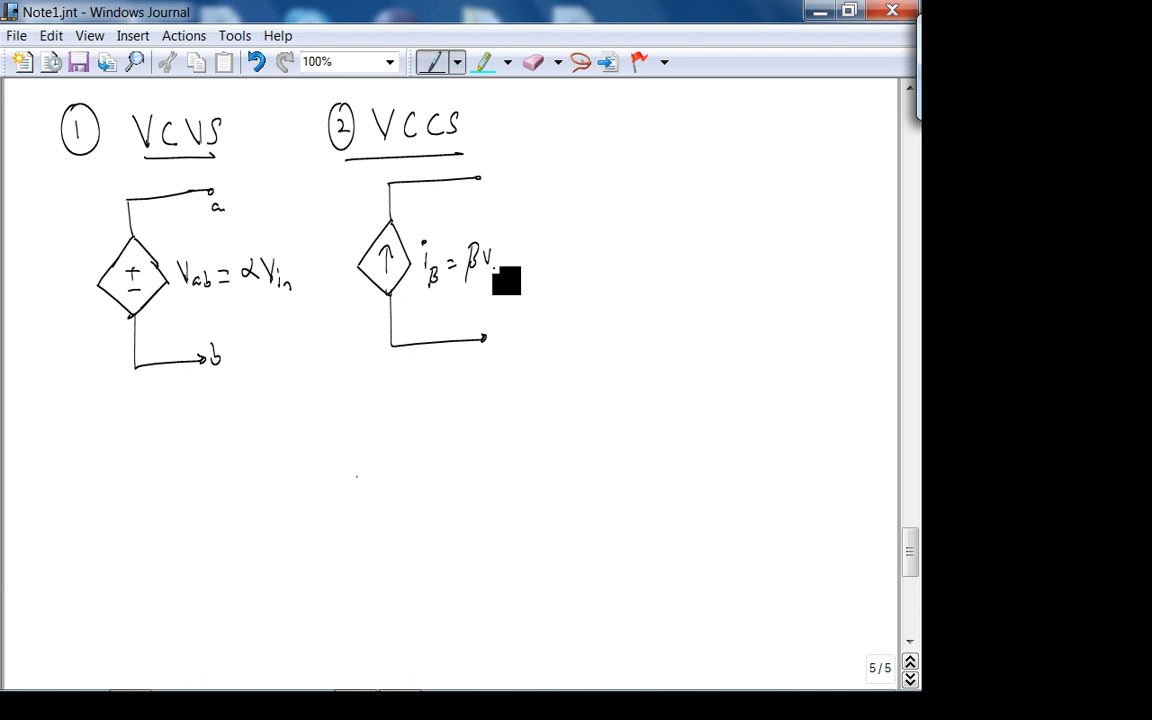 Note1.jnt - Windows Journal
File Edit View Insert Actions Tools Help
100%
① VCVS
② VCCS
a
Vab = αVin
b
iβ = βv
5 / 5